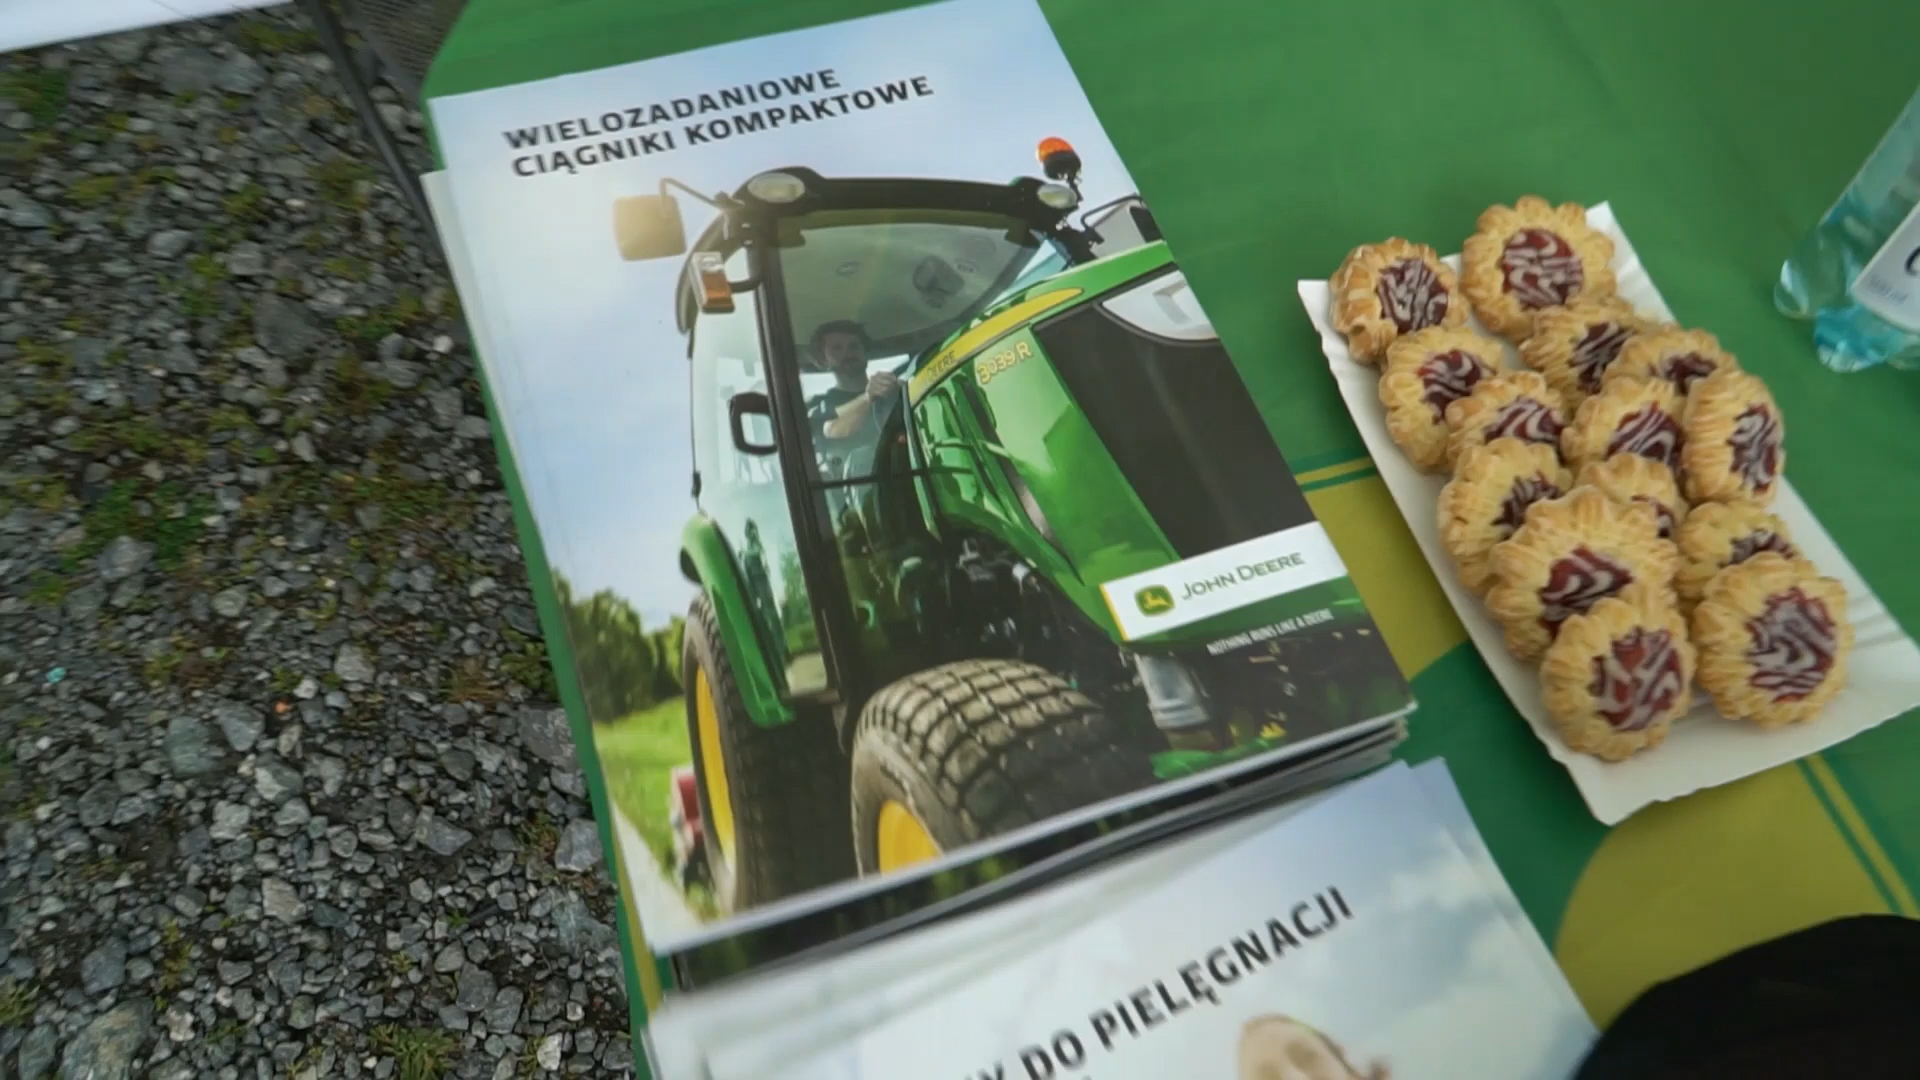 WIELOZADANIOWE
CIĄGNIKI KOMPAKTOWE
DEERE
3039 R
JOHN DEERE
NOTHING RUNS LIKE A DEERE
DO PIELĘGNACJI